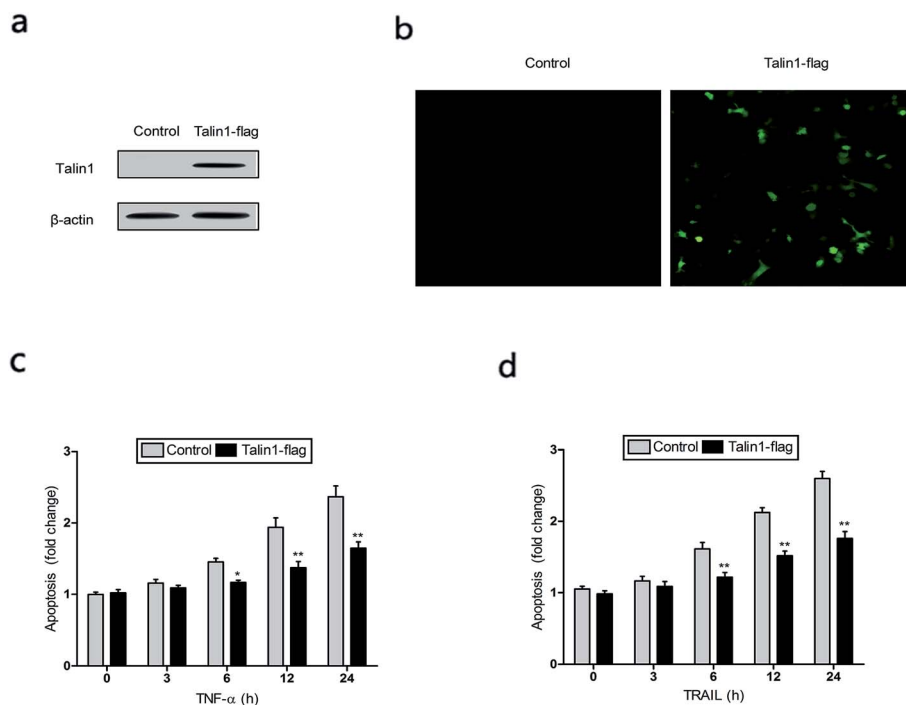 a
Control Talin1-flag
Talin1
β-actin
b
Control Talin1-flag
c
Control Talin1-flag
Apoptosis (fold change)
3
2
1
0
0 3 6 12 24
* ** **
TNF-α (h)
d
Control Talin1-flag
Apoptosis (fold change)
3
2
1
0
0 3 6 12 24
** ** **
TRAIL (h)